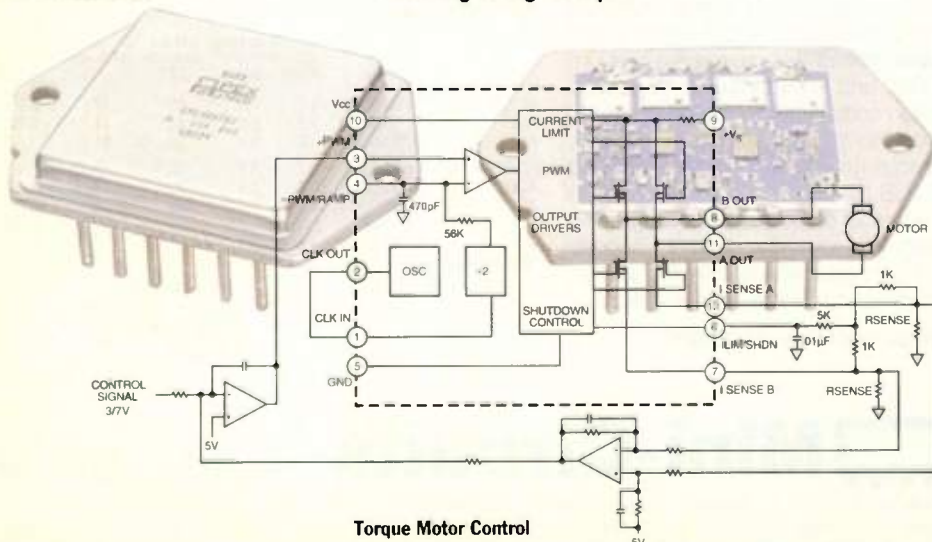 Vcc
10
+PWM
3
4
PWM/RAMP
470pF
56K
CLK OUT
2
OSC
÷2
CLK IN
1
5
GND
CURRENT
LIMIT
PWM
OUTPUT
DRIVERS
SHUTDOWN
CONTROL
9
+Vs
B OUT
8
MOTOR
11
A OUT
I SENSE A
1K
5K
6
ILIM/SHDN
.01µF
RSENSE
1K
7
I SENSE B
RSENSE
CONTROL
SIGNAL
3/7V
5V
Torque Motor Control
5V